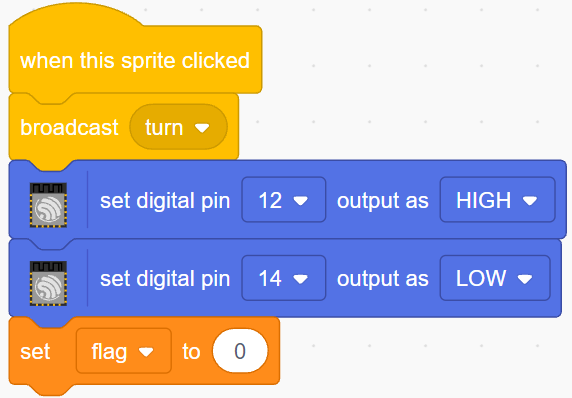 when this sprite clicked
broadcast turn
set digital pin 12 output as HIGH
set digital pin 14 output as LOW
set flag to 0